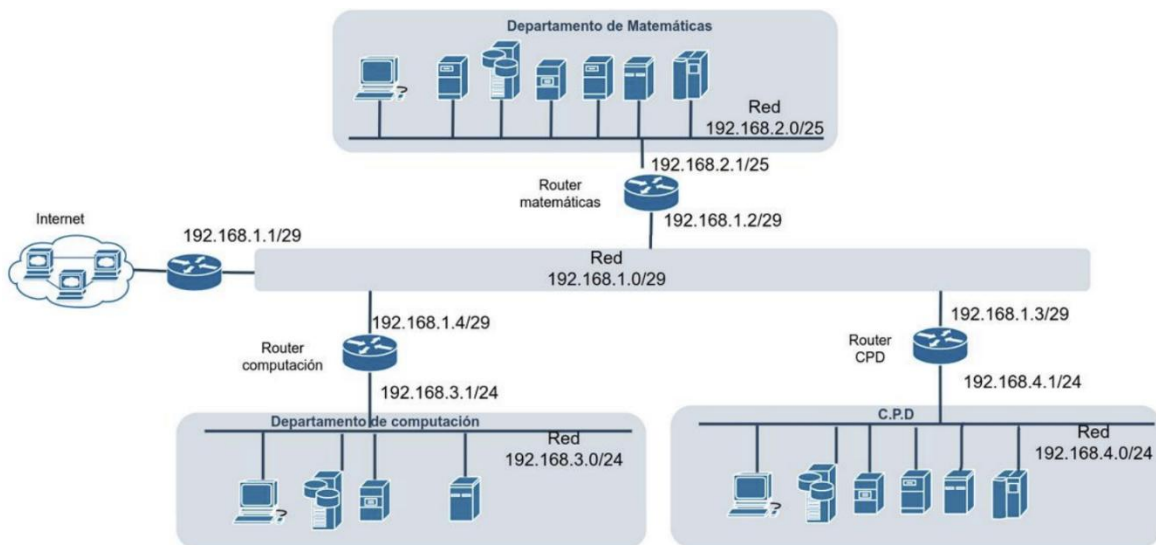 Departamento de Matemáticas
?
Red
192.168.2.0/25
192.168.2.1/25
Router
matemáticas
192.168.1.2/29
Internet
192.168.1.1/29
Red
192.168.1.0/29
192.168.1.4/29
Router
computación
192.168.3.1/24
192.168.1.3/29
Router
CPD
192.168.4.1/24
Departamento de computación
Red
192.168.3.0/24
?
C.P.D
Red
192.168.4.0/24
?